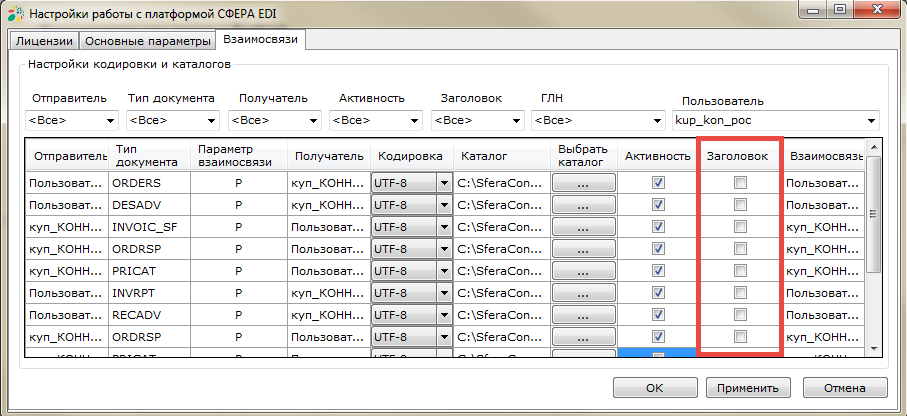 Настройки работы с платформой СФЕРА EDI
Лицензии Основные параметры Взаимосвязи
Настройки кодировки и каталогов
Отправитель Тип документа Получатель Активность Заголовок ГЛН Пользователь
<Все> <Все> <Все> <Все> <Все> <Все> kup_kon_poc
Отправитель Тип документа Параметр взаимосвязи Получатель Кодировка Каталог Выбрать каталог Активность Заголовок Взаимосвязь
Пользоват... ORDERS P куп_КОНН... UTF-8 C:\SferaCon... ... Пользоват...
Пользоват... DESADV P куп_КОНН... UTF-8 C:\SferaCon... ... Пользоват...
куп_КОНН... INVOIC_SF P Пользоват... UTF-8 C:\SferaCon... ... куп_КОНН...
куп_КОНН... ORDRSP P Пользоват... UTF-8 C:\SferaCon... ... куп_КОНН...
куп_КОНН... PRICAT P Пользоват... UTF-8 C:\SferaCon... ... куп_КОНН...
Пользоват... INVRPT P куп_КОНН... UTF-8 C:\SferaCon... ... Пользоват...
Пользоват... RECADV P куп_КОНН... UTF-8 C:\SferaCon... ... Пользоват...
куп_КОНН... ORDRSP P Пользоват... UTF-8 C:\SferaCon... ... куп_КОНН...
OK Применить Отмена